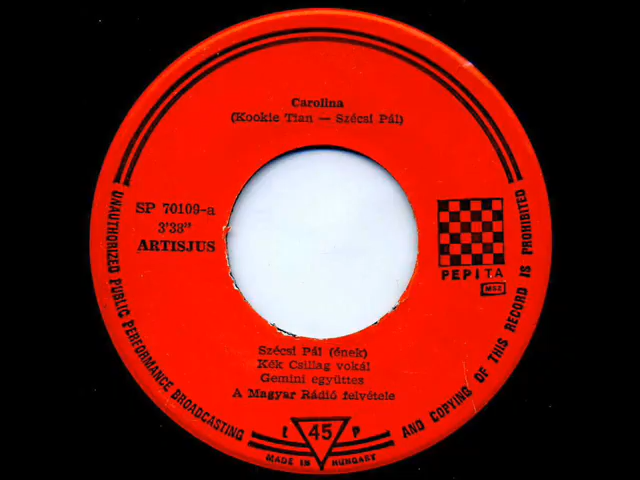 Carolina
(Kookie Tian — Szécsi Pál)
SP 70109-a
3'38"
ARTISJUS
PEPITA
MSZ
Szécsi Pál (ének)
Kék Csillag vokál
Gemini együttes
A Magyar Rádió felvétele
UNAUTHORIZED PUBLIC PERFORMANCE BROADCASTING AND COPYING OF THIS RECORD IS PROHIBITED
L 45 P
MADE IN HUNGARY